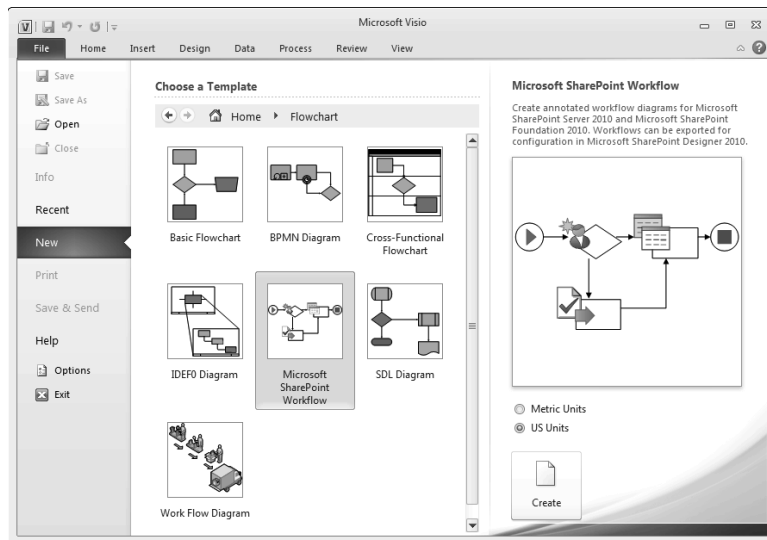 Microsoft Visio
File Home Insert Design Data Process Review View
Save
Save As
Open
Close
Info
Recent
New
Print
Save & Send
Help
Options
Exit
Choose a Template
Home Flowchart
Basic Flowchart
BPMN Diagram
Cross-Functional
Flowchart
IDEF0 Diagram
Microsoft
SharePoint
Workflow
SDL Diagram
Work Flow Diagram
Microsoft SharePoint Workflow
Create annotated workflow diagrams for Microsoft
SharePoint Server 2010 and Microsoft SharePoint
Foundation 2010. Workflows can be exported for
configuration in Microsoft SharePoint Designer 2010.
Metric Units
US Units
Create